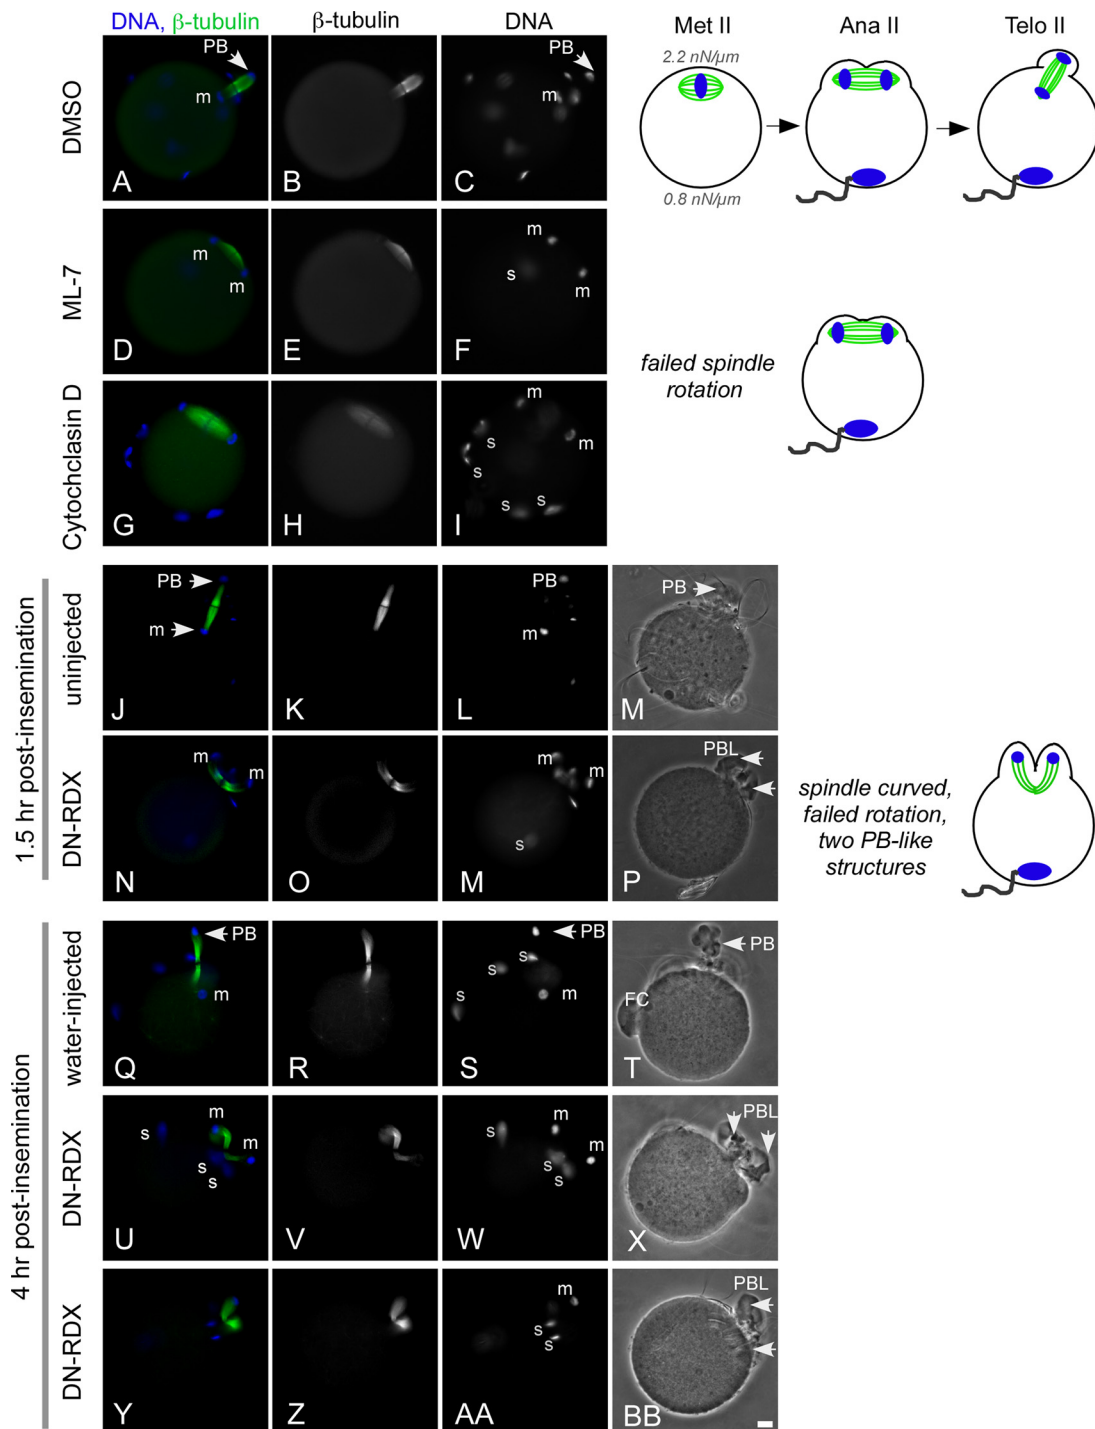 DNA, β-tubulin
β-tubulin
DNA
Met II
Ana II
Telo II
DMSO
PB
m
A
B
PB
m
C
2.2 nN/µm
0.8 nN/µm
ML-7
m
m
D
E
m
s
m
F
failed spindle
rotation
Cytochclasin D
G
H
m
m
s
s
s
s
I
1.5 hr post-insemination
uninjected
PB
m
J
K
PB
m
L
PB
M
DN-RDX
m
m
N
O
m
m
s
M
PBL
P
spindle curved,
failed rotation,
two PB-like
structures
4 hr post-insemination
water-injected
PB
m
Q
R
PB
s
s
m
S
PB
FC
T
DN-RDX
m
s
m
s
s
U
V
s
m
m
s
s
W
PBL
X
DN-RDX
Y
Z
m
s
s
AA
PBL
BB